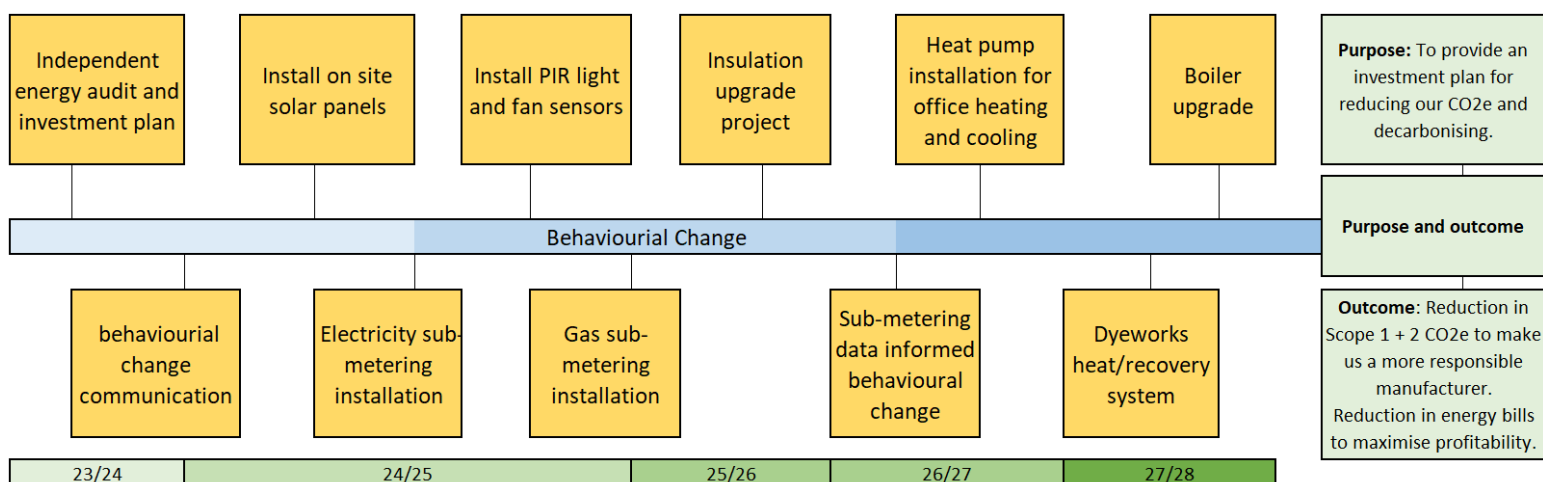 Independent
energy audit and
investment plan
Install on site
solar panels
Install PIR light
and fan sensors
Insulation
upgrade
project
Heat pump
installation for
office heating
and cooling
Boiler
upgrade
Purpose: To provide an
investment plan for
reducing our CO2e and
decarbonising.
Behaviourial Change
Purpose and outcome
behaviourial
change
communication
Electricity sub-
metering
installation
Gas sub-
metering
installation
Sub-metering
data informed
behavioural
change
Dyeworks
heat/recovery
system
Outcome: Reduction in
Scope 1 + 2 CO2e to make
us a more responsible
manufacturer.
Reduction in energy bills
to maximise profitability.
23/24
24/25
25/26
26/27
27/28